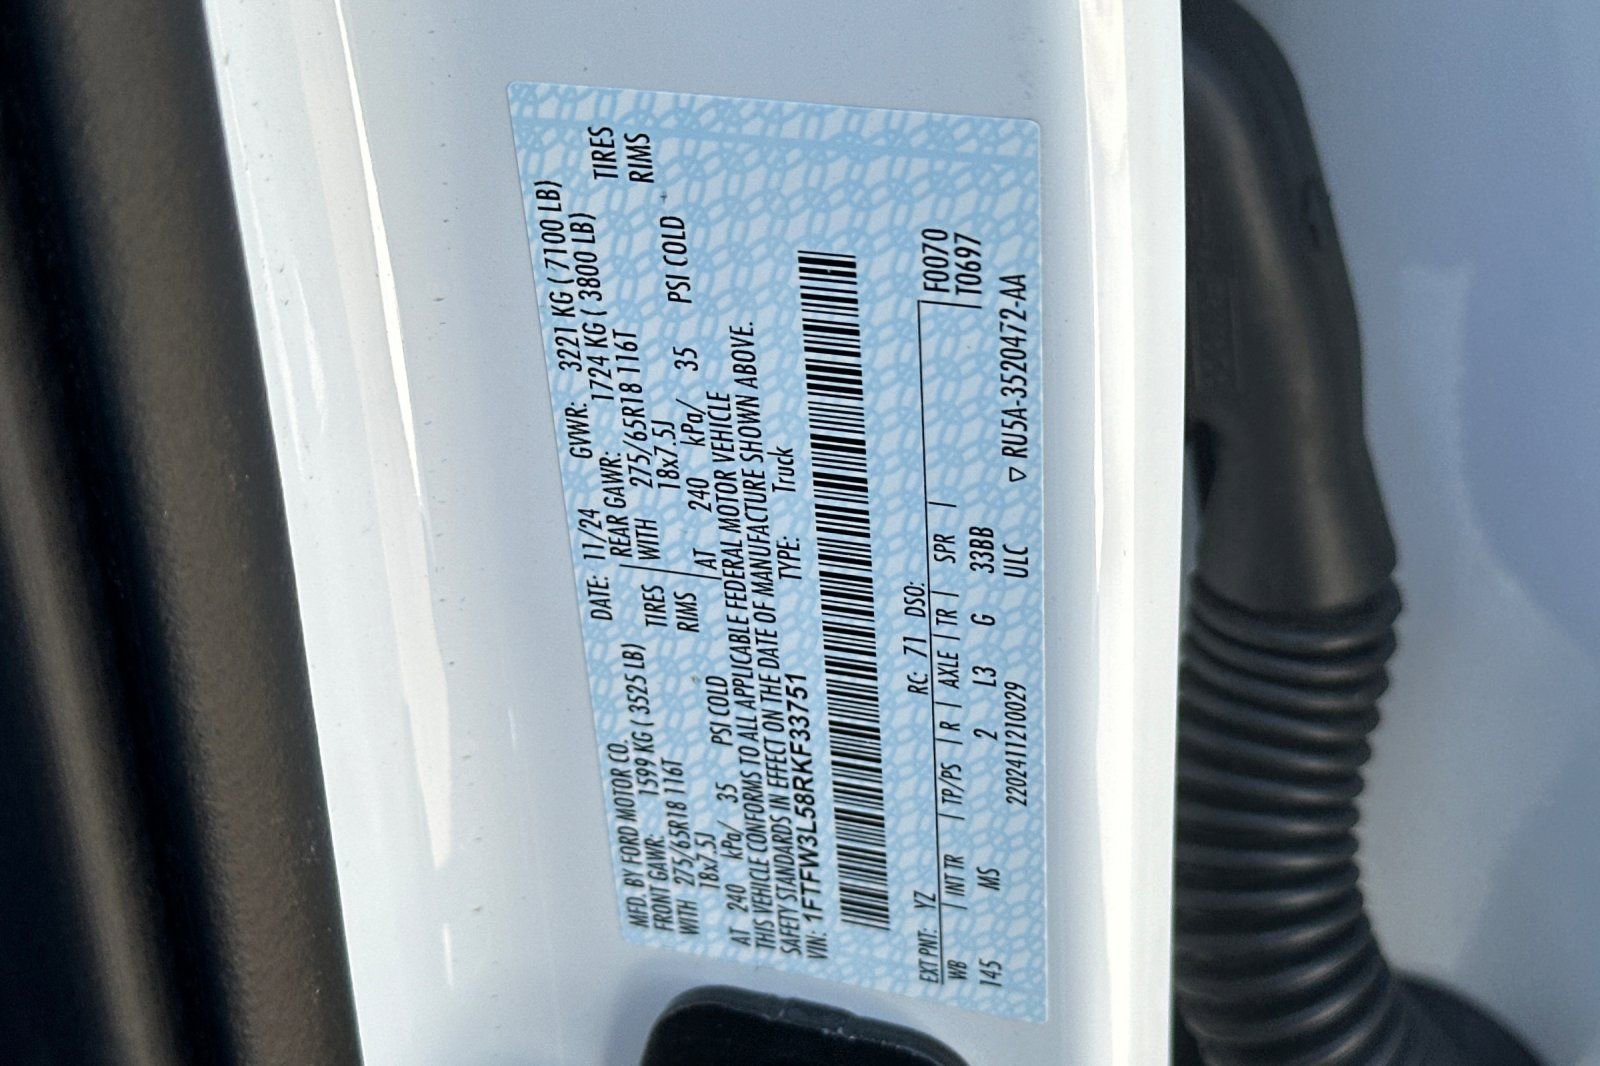 MFD. BY FORD MOTOR CO.
DATE: 11/24 GVWR: 3221 KG ( 7100 LB)
FRONT GAWR: 1599 KG ( 3525 LB) REAR GAWR: 1724 KG ( 3800 LB)
WITH 275/65R18 116T TIRES WITH 275/65R18 116T TIRES
18x7.5J RIMS 18x7.5J RIMS
AT 240 kPa/ 35 PSI COLD AT 240 kPa/ 35 PSI COLD
THIS VEHICLE CONFORMS TO ALL APPLICABLE FEDERAL MOTOR VEHICLE
SAFETY STANDARDS IN EFFECT ON THE DATE OF MANUFACTURE SHOWN ABOVE.
VIN: 1FTFW3L58RKF33751 TYPE: Truck
F0070
EXT PNT: YZ RC: 71 DSO: T0697
WB | INT TR | TP/PS | R | AXLE | TR | SPR |
145 MS 2 L3 G 33BB
22024112110029 ULC ▽ RU5A-3520472-AA